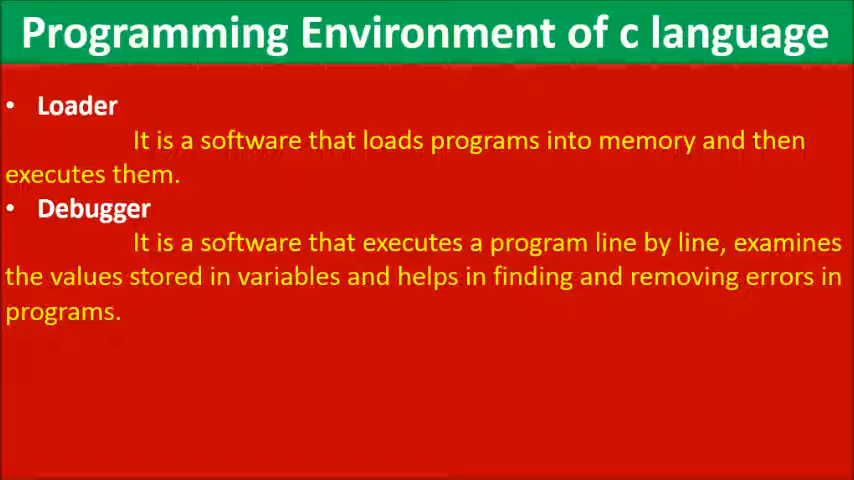 Programming Environment of c language
• Loader
It is a software that loads programs into memory and then
executes them.
• Debugger
It is a software that executes a program line by line, examines
the values stored in variables and helps in finding and removing errors in
programs.